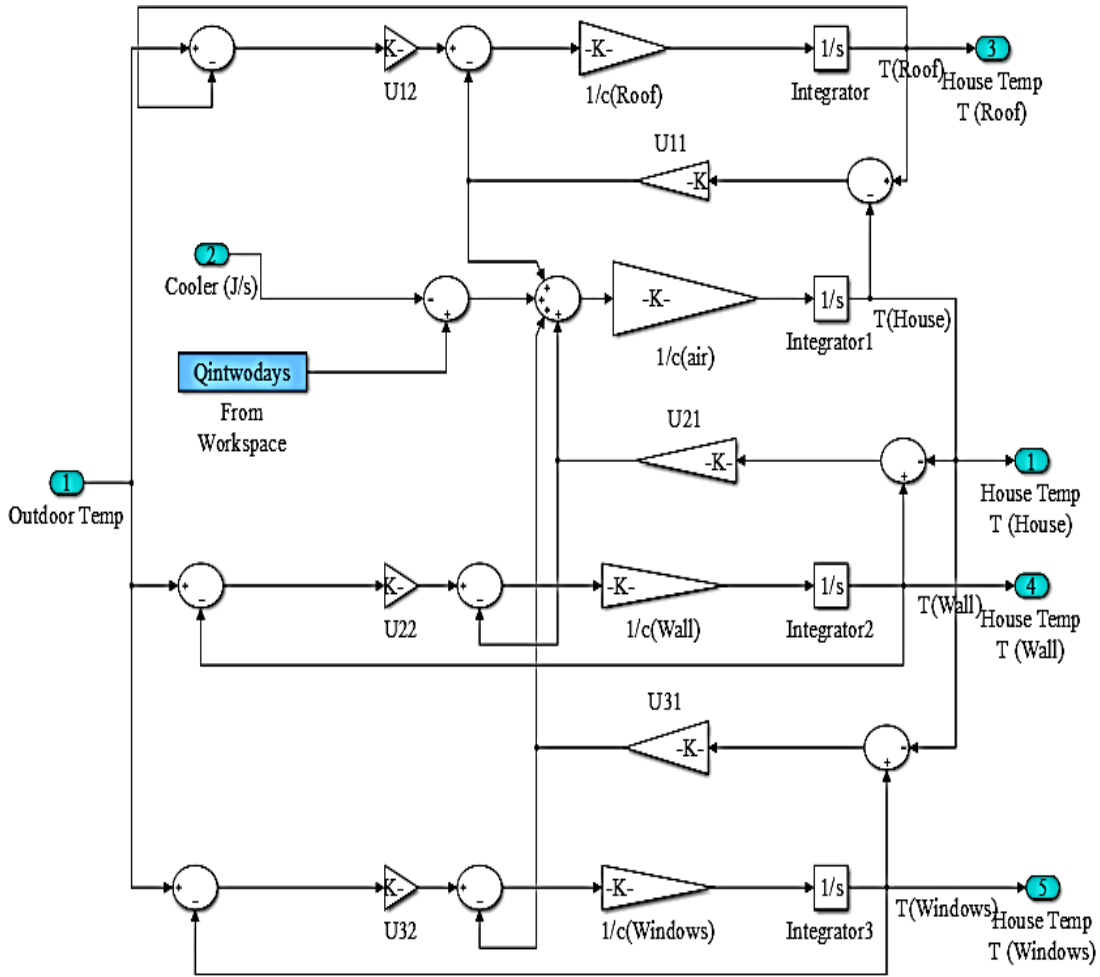 K-
U12
-K-
1/c(Roof)
1/s
Integrator
T(Roof)
3
House Temp
T (Roof)
U11
-K
2
Cooler (J/s)
-K-
1/c(air)
1/s
Integrator1
T(House)
Qintwodays
From
Workspace
U21
-K-
1
Outdoor Temp
1
House Temp
T (House)
K-
U22
-K-
1/c(Wall)
1/s
Integrator2
T(Wall)
4
House Temp
T (Wall)
U31
-K-
K-
U32
-K-
1/c(Windows)
1/s
Integrator3
T(Windows)
5
House Temp
T (Windows)